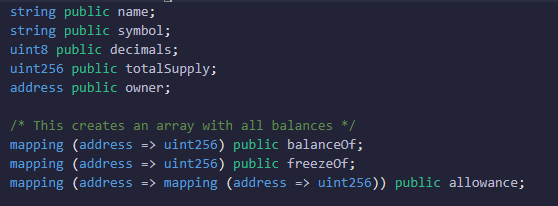 string public name;
string public symbol;
uint8 public decimals;
uint256 public totalSupply;
address public owner;
/* This creates an array with all balances */
mapping (address => uint256) public balanceOf;
mapping (address => uint256) public freezeOf;
mapping (address => mapping (address => uint256)) public allowance;